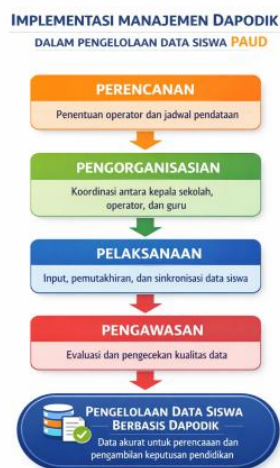 IMPLEMENTASI MANAJEMEN DAPODIK
DALAM PENGELOLAAN DATA SISWA PAUD
PERENCANAN
Penentuan operator dan jadwal pendataan
PENGORGANISASIAN
Koordinasi antara kepala sekolah,
operator, dan guru
PELAKSANAAN
Input, pemutakhiran, dan sinkronisasi data siswa
PENGAWASAN
Evaluasi dan pengecekan kualitas data
PENGELOLAAN DATA SISWA
BERBASIS DAPODIK
Data akurat untuk perencaaan dan
pengambilan keputusan pendidikan